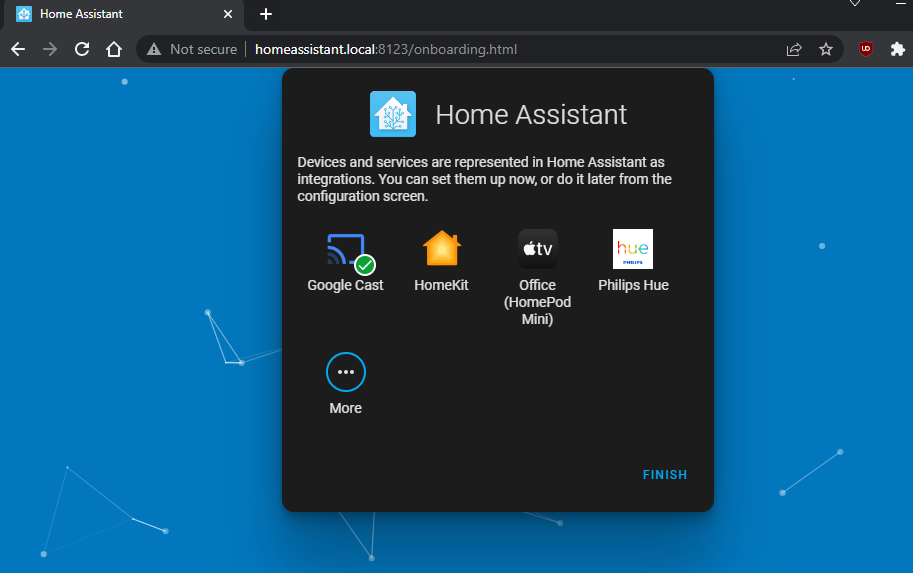 Home Assistant
Not secure
homeassistant.local:8123/onboarding.html
UD
Home Assistant
Devices and services are represented in Home Assistant as
integrations. You can set them up now, or do it later from the
configuration screen.
tv
hue
PHILIPS
Google Cast
HomeKit
Office
(HomePod
Mini)
Philips Hue
More
FINISH